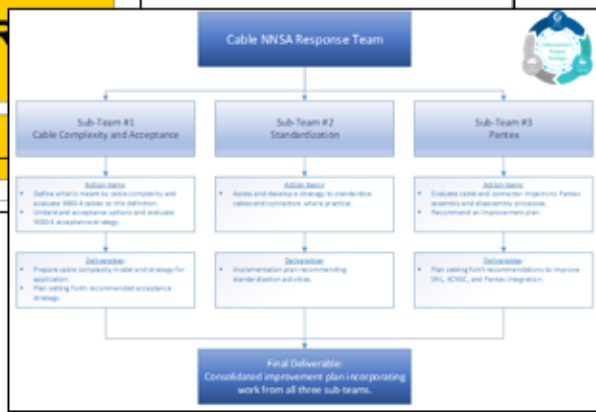 Cable NNSA Response Team
Sub-Team #1
Cable Complexity and Acceptance
Sub-Team #2
Standardization
Sub-Team #3
Pantex
Action Items:
Define what is meant by cable complexity and
evaluate W80-4 cables to this definition.
Understand acceptance options and evaluate
W80-4 acceptance strategy.
Action Items:
Assess and develop a strategy to standardize
cables and connectors where practical.
Action Items:
Evaluate cable and connector impacts to Pantex
assembly and disassembly processes.
Recommend an improvement plan.
Deliverables:
Prepare cable complexity model and strategy for
application.
Plan setting forth recommended acceptance
strategy.
Deliverables:
Implementation plan recommending
standardization activities.
Deliverables:
Plan setting forth recommendations to improve
SNL, KCNSC, and Pantex integration.
Final Deliverable:
Consolidated improvement plan incorporating
work from all three sub-teams.